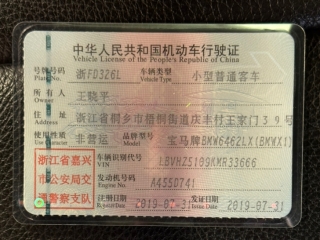 中华人民共和国机动车行驶证
Vehicle License of the People's Republic of China
号牌号码 浙FD326L 车辆类型 小型普通客车
Plate No. Vehicle Type
所有人 王晓平
Owner
住址 浙江省桐乡市梧桐街道庆丰村王家门39号
Address
使用性质 非营运 品牌型号 宝马牌BMW6462LX(BMWX1)
Use Character Model
浙江省嘉兴 车辆识别代号 LBVHZ5109KMR33666
市公安局交 VIN
通警察支队 发动机号码 A455D741
Engine No.
注册日期 2019-07-31 发证日期 2019-07-31
Register Date Issue Date